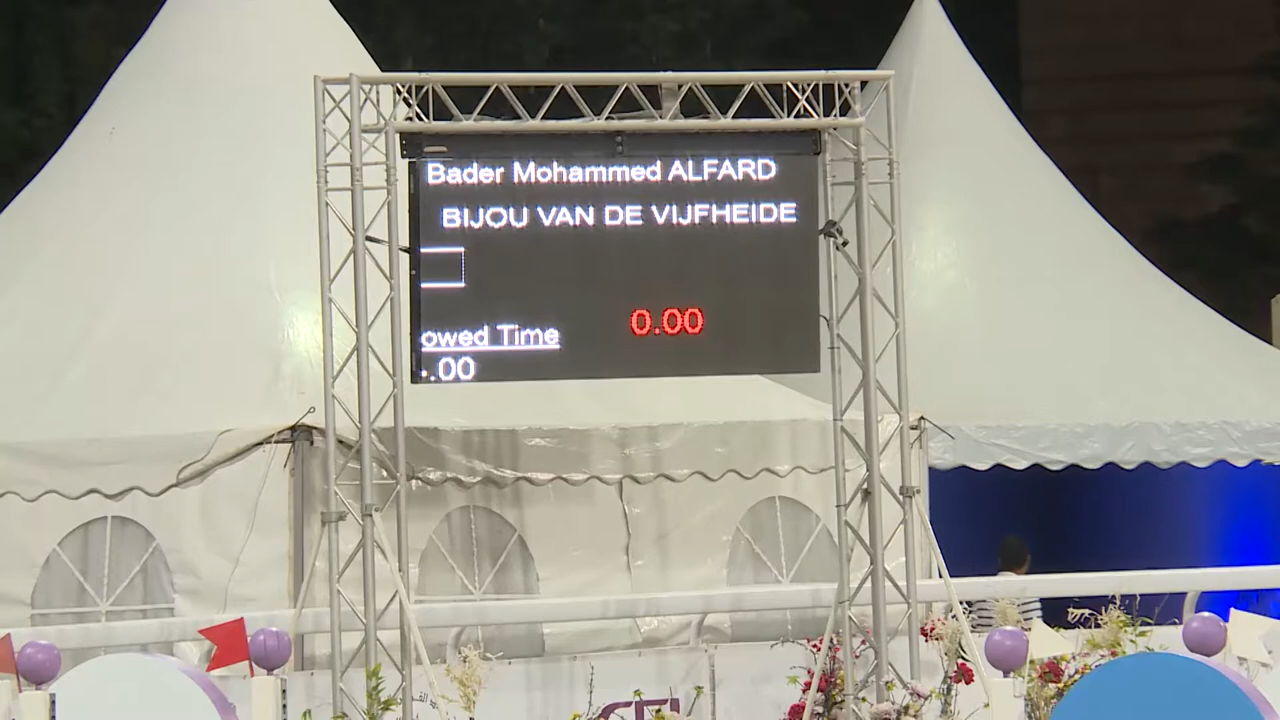 Bader Mohammed ALFARD
BIJOU VAN DE VIJFHEIDE
owed Time
0.00
.00